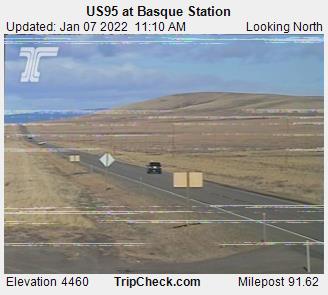 US95 at Basque Station
Updated: Jan 07 2022 11:10 AM Looking North
Elevation 4460 TripCheck.com Milepost 91.62